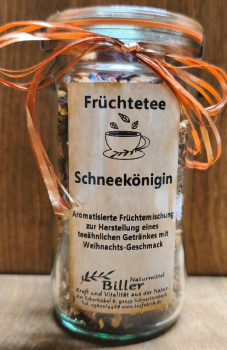 Früchtetee
Schneekönigin
Aromatisierte Früchtemischung
zur Herstellung eines
teeähnlichen Getränkes mit
Weihnachts-Geschmack
Naturmittel
Biller
Kraft und Vitalität aus der Natur